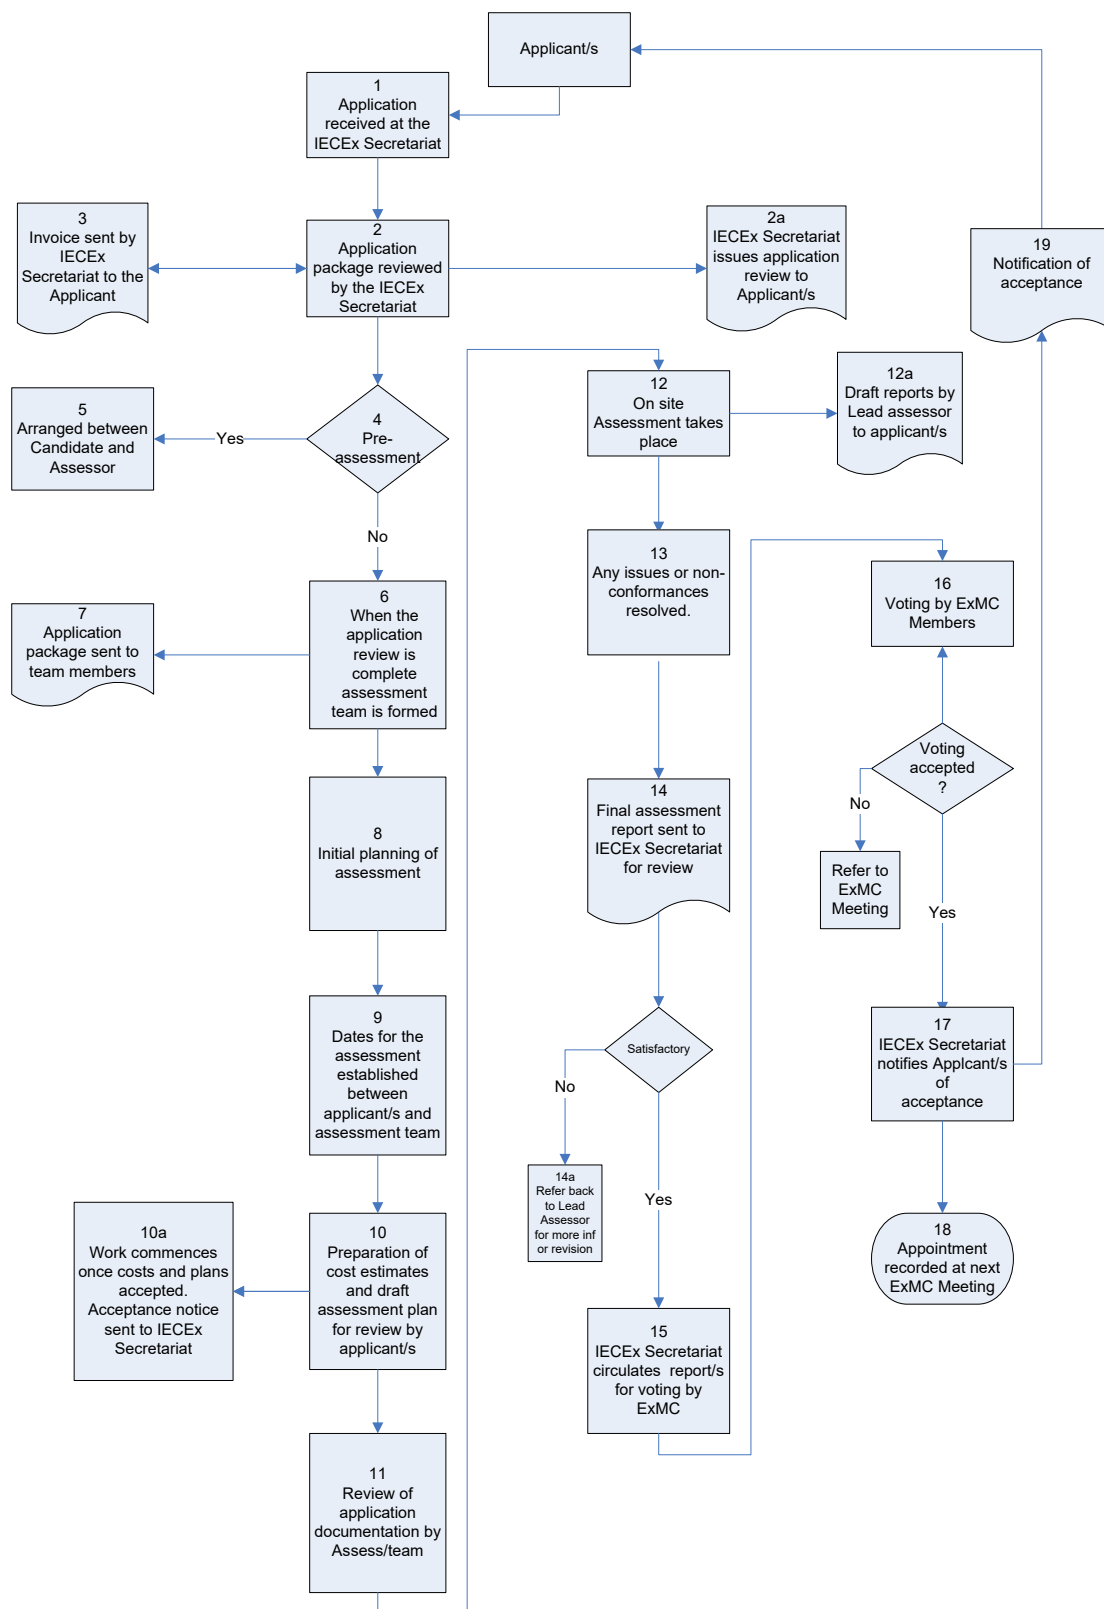 Applicant/s
1
Application
received at the
IECEx Secretariat
3
Invoice sent by
IECEx
Secretariat to the
Applicant
2
Application
package reviewed
by the IECEx
Secretariat
2a
IECEx Secretariat
issues application
review to
Applicant/s
19
Notification of
acceptance
5
Arranged between
Candidate and
Assessor
Yes
4
Pre-
assessment
No
12
On site
Assessment takes
place
12a
Draft reports by
Lead assessor
to applicant/s
7
Application
package sent to
team members
6
When the
application
review is
complete
assessment
team is formed
13
Any issues or non-
conformances
resolved.
16
Voting by ExMC
Members
8
Initial planning of
assessment
14
Final assessment
report sent to
IECEx Secretariat
for review
Voting
accepted
?
No
Refer to
ExMC
Meeting
Yes
9
Dates for the
assessment
established
between
applicant/s and
assessment team
Satisfactory
No
14a
Refer back
to Lead
Assessor
for more inf
or revision
Yes
17
IECEx Secretariat
notifies Applcant/s
of
acceptance
10a
Work commences
once costs and plans
accepted.
Acceptance notice
sent to IECEx
Secretariat
10
Preparation of
cost estimates
and draft
assessment plan
for review by
applicant/s
18
Appointment
recorded at next
ExMC Meeting
15
IECEx Secretariat
circulates report/s
for voting by
ExMC
11
Review of
application
documentation by
Assess/team